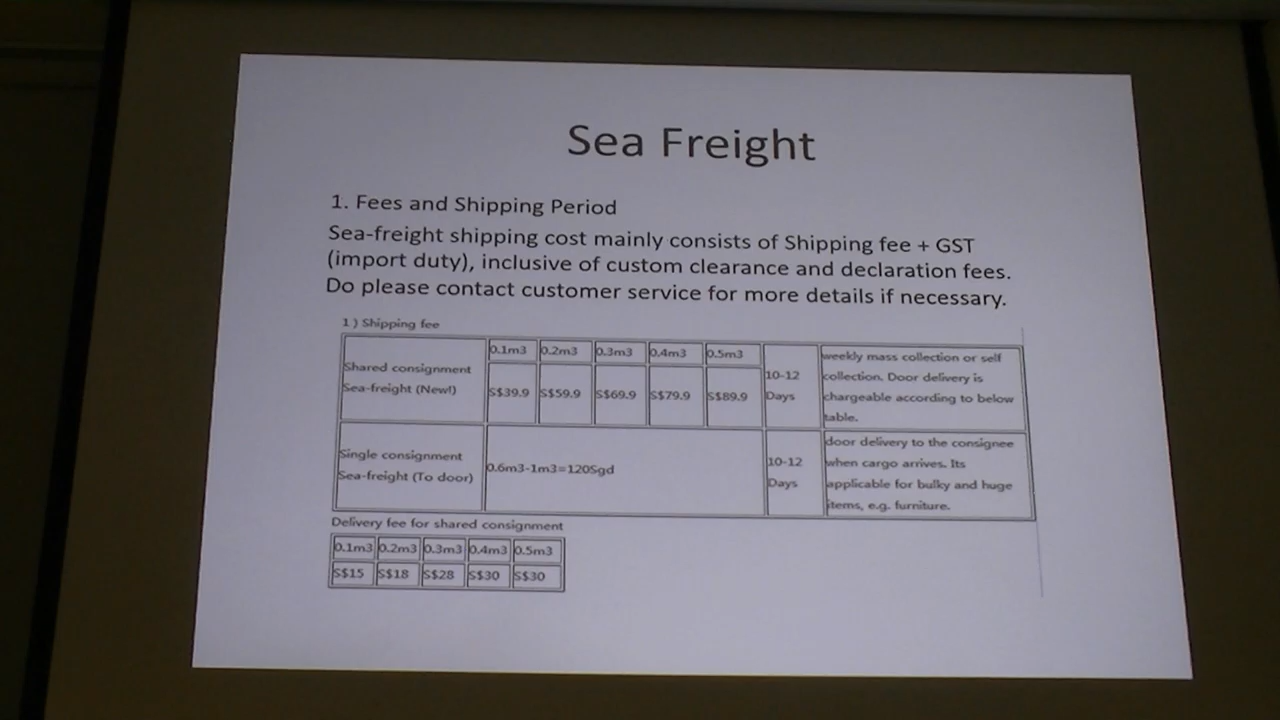 Sea Freight
1. Fees and Shipping Period
Sea-freight shipping cost mainly consists of Shipping fee + GST
(import duty), inclusive of custom clearance and declaration fees.
Do please contact customer service for more details if necessary.
1) Shipping fee
Shared consignment
Sea-freight (New!)
0.1m3 0.2m3 0.3m3 0.4m3 0.5m3
S$39.9 S$59.9 S$69.9 S$79.9 S$89.9
10-12
Days
weekly mass collection or self
collection. Door delivery is
chargeable according to below
table.
Single consignment
Sea-freight (To door)
0.6m3-1m3=120Sgd
10-12
Days
door delivery to the consignee
when cargo arrives. Its
applicable for bulky and huge
items, e.g. furniture.
Delivery fee for shared consignment
0.1m3 0.2m3 0.3m3 0.4m3 0.5m3
S$15 S$18 S$28 S$30 S$30